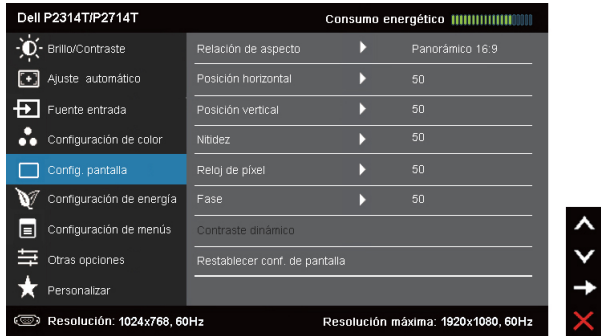 Dell P2314T/P2714T Consumo energético
Brillo/Contraste Relación de aspecto Panorámico 16:9
Ajuste automático Posición horizontal 50
Fuente entrada Posición vertical 50
Configuración de color Nitidez 50
Config. pantalla Reloj de píxel 50
Configuración de energía Fase 50
Configuración de menús Contraste dinámico
Otras opciones Restablecer conf. de pantalla
Personalizar
Resolución: 1024x768, 60Hz Resolución máxima: 1920x1080, 60Hz